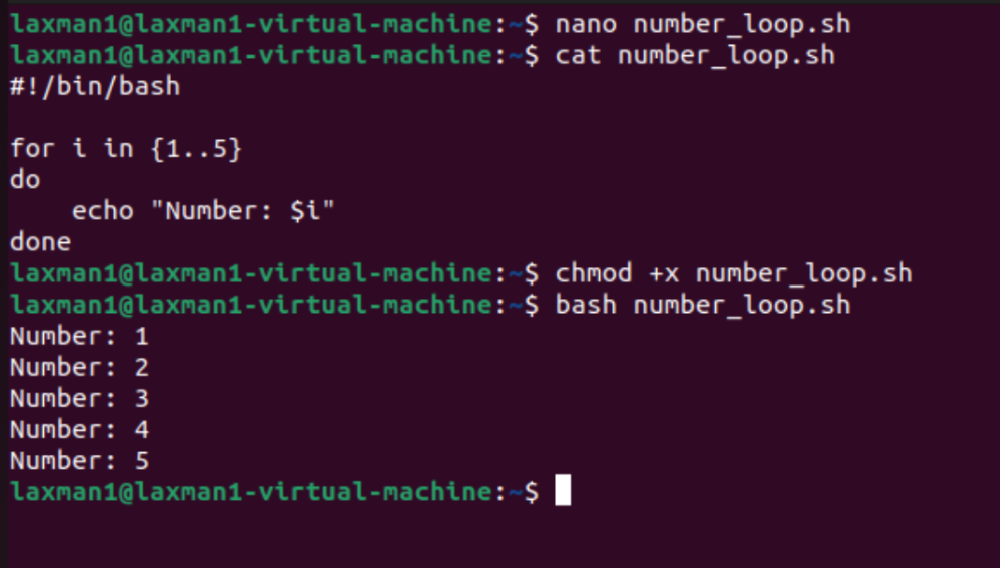 laxman1@laxman1-virtual-machine:~$ nano number_loop.sh
laxman1@laxman1-virtual-machine:~$ cat number_loop.sh
#!/bin/bash

for i in {1..5}
do
    echo "Number: $i"
done
laxman1@laxman1-virtual-machine:~$ chmod +x number_loop.sh
laxman1@laxman1-virtual-machine:~$ bash number_loop.sh
Number: 1
Number: 2
Number: 3
Number: 4
Number: 5
laxman1@laxman1-virtual-machine:~$